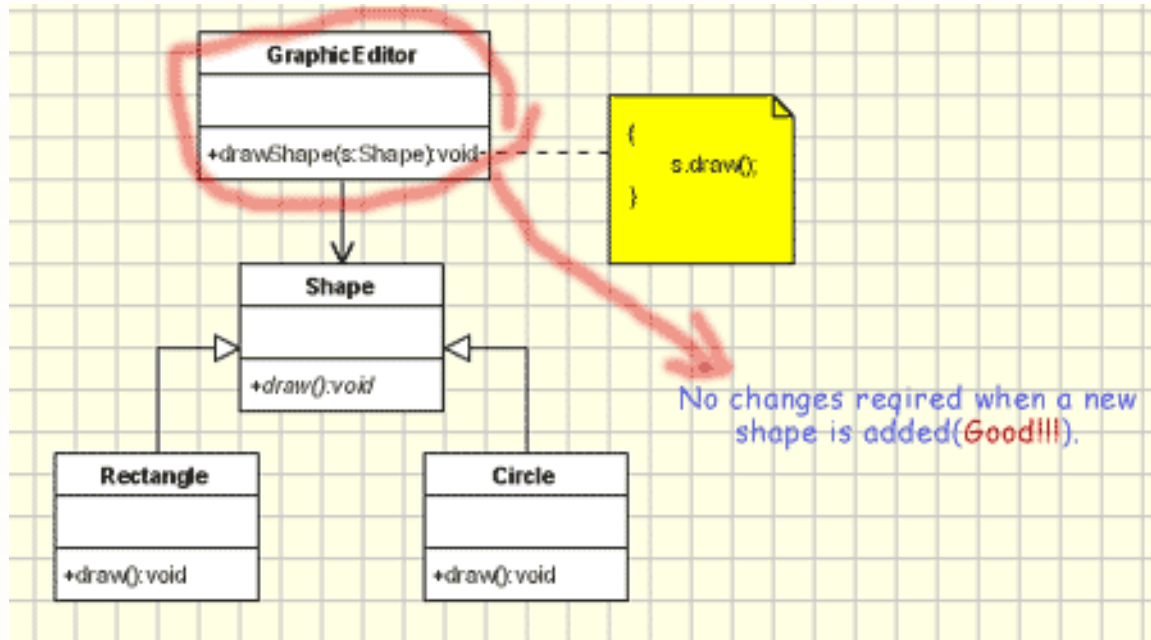 GraphicEditor
+drawShape(s:Shape):void
{
s.draw();
}
Shape
+draw():void
No changes reqired when a new
shape is added(Good!!!).
Rectangle
+draw():void
Circle
+draw():void